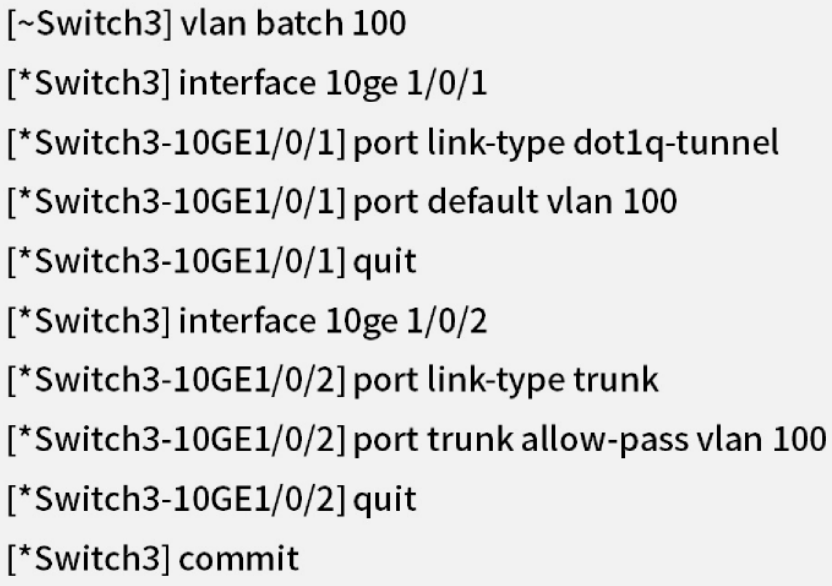 [~Switch3] vlan batch 100
[*Switch3] interface 10ge 1/0/1
[*Switch3-10GE1/0/1] port link-type dot1q-tunnel
[*Switch3-10GE1/0/1] port default vlan 100
[*Switch3-10GE1/0/1] quit
[*Switch3] interface 10ge 1/0/2
[*Switch3-10GE1/0/2] port link-type trunk
[*Switch3-10GE1/0/2] port trunk allow-pass vlan 100
[*Switch3-10GE1/0/2] quit
[*Switch3] commit